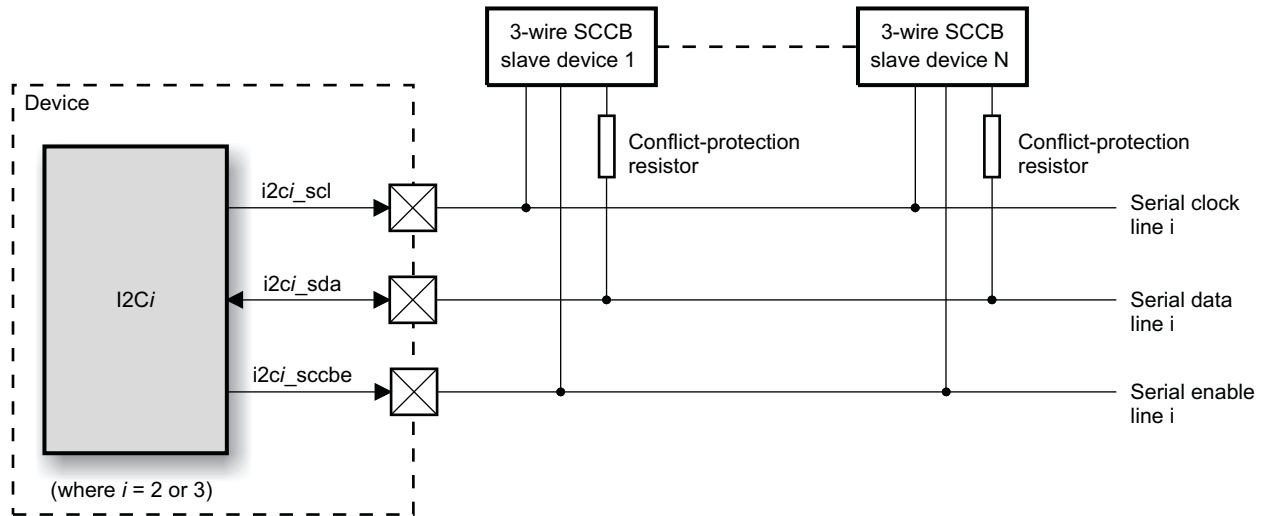 3-wire SCCB
slave device 1
3-wire SCCB
slave device N
Device
Conflict-protection
resistor
Conflict-protection
resistor
i2ci_scl
Serial clock
line i
I2Ci
i2ci_sda
Serial data
line i
i2ci_sccbe
Serial enable
line i
(where i = 2 or 3)